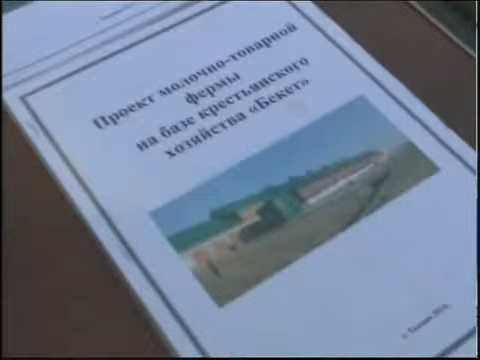 Проект молочно-товарной
фермы
на базе крестьянского
хозяйства «Бекет»